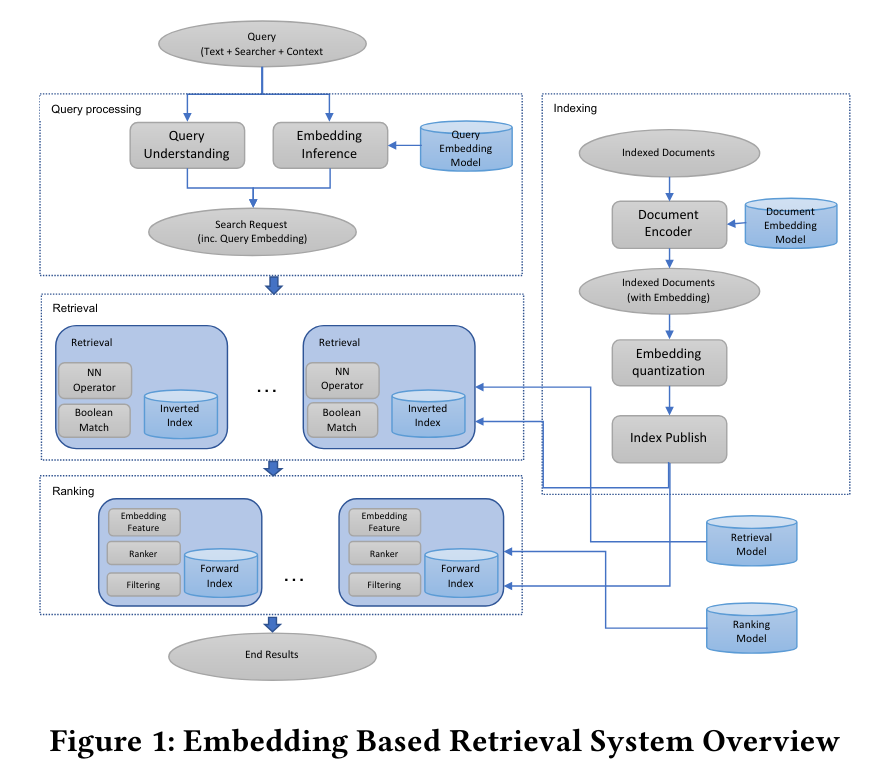 Query
(Text + Searcher + Context
Query processing
Query
Understanding
Embedding
Inference
Query
Embedding
Model
Search Request
(inc. Query Embedding)
Indexing
Indexed Documents
Document
Encoder
Document
Embedding
Model
Indexed Documents
(with Embedding)
Embedding
quantization
Index Publish
Retrieval
Retrieval
NN
Operator
Boolean
Match
Inverted
Index
...
Retrieval
NN
Operator
Boolean
Match
Inverted
Index
Ranking
Embedding
Feature
Ranker
Filtering
Forward
Index
...
Embedding
Feature
Ranker
Filtering
Forward
Index
Retrieval
Model
Ranking
Model
End Results
Figure 1: Embedding Based Retrieval System Overview